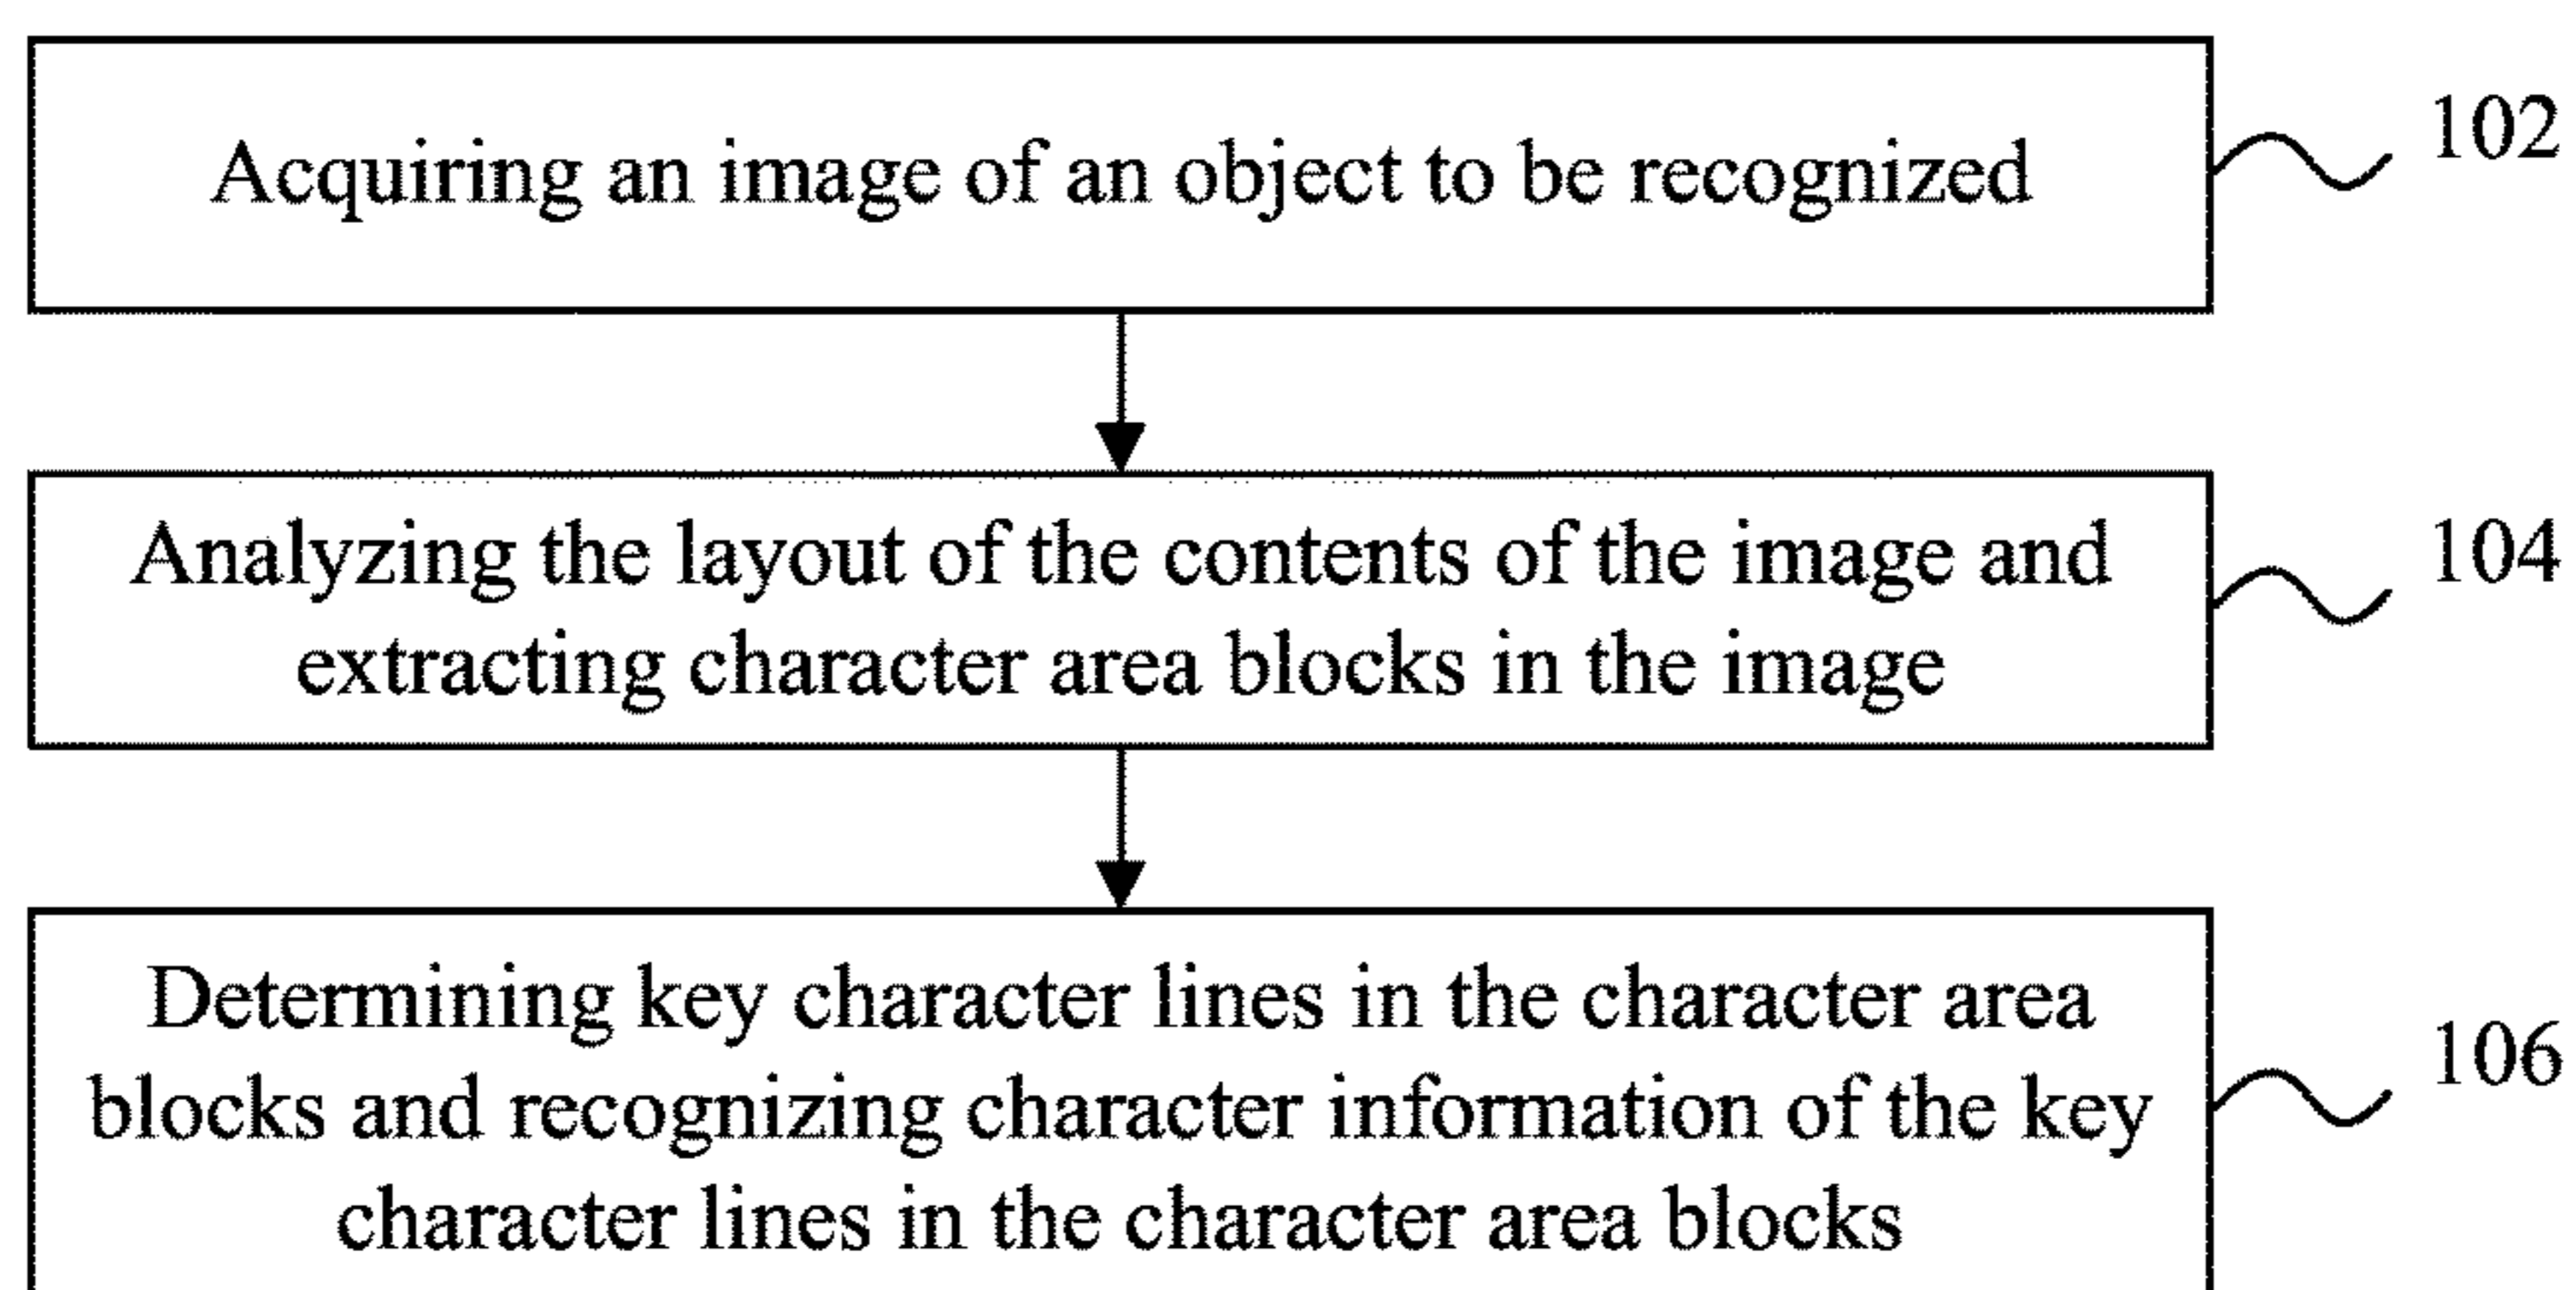 Acquiring an image of an object to be recognized
102
Analyzing the layout of the contents of the image and
extracting character area blocks in the image
104
Determining key character lines in the character area
blocks and recognizing character information of the key
character lines in the character area blocks
106